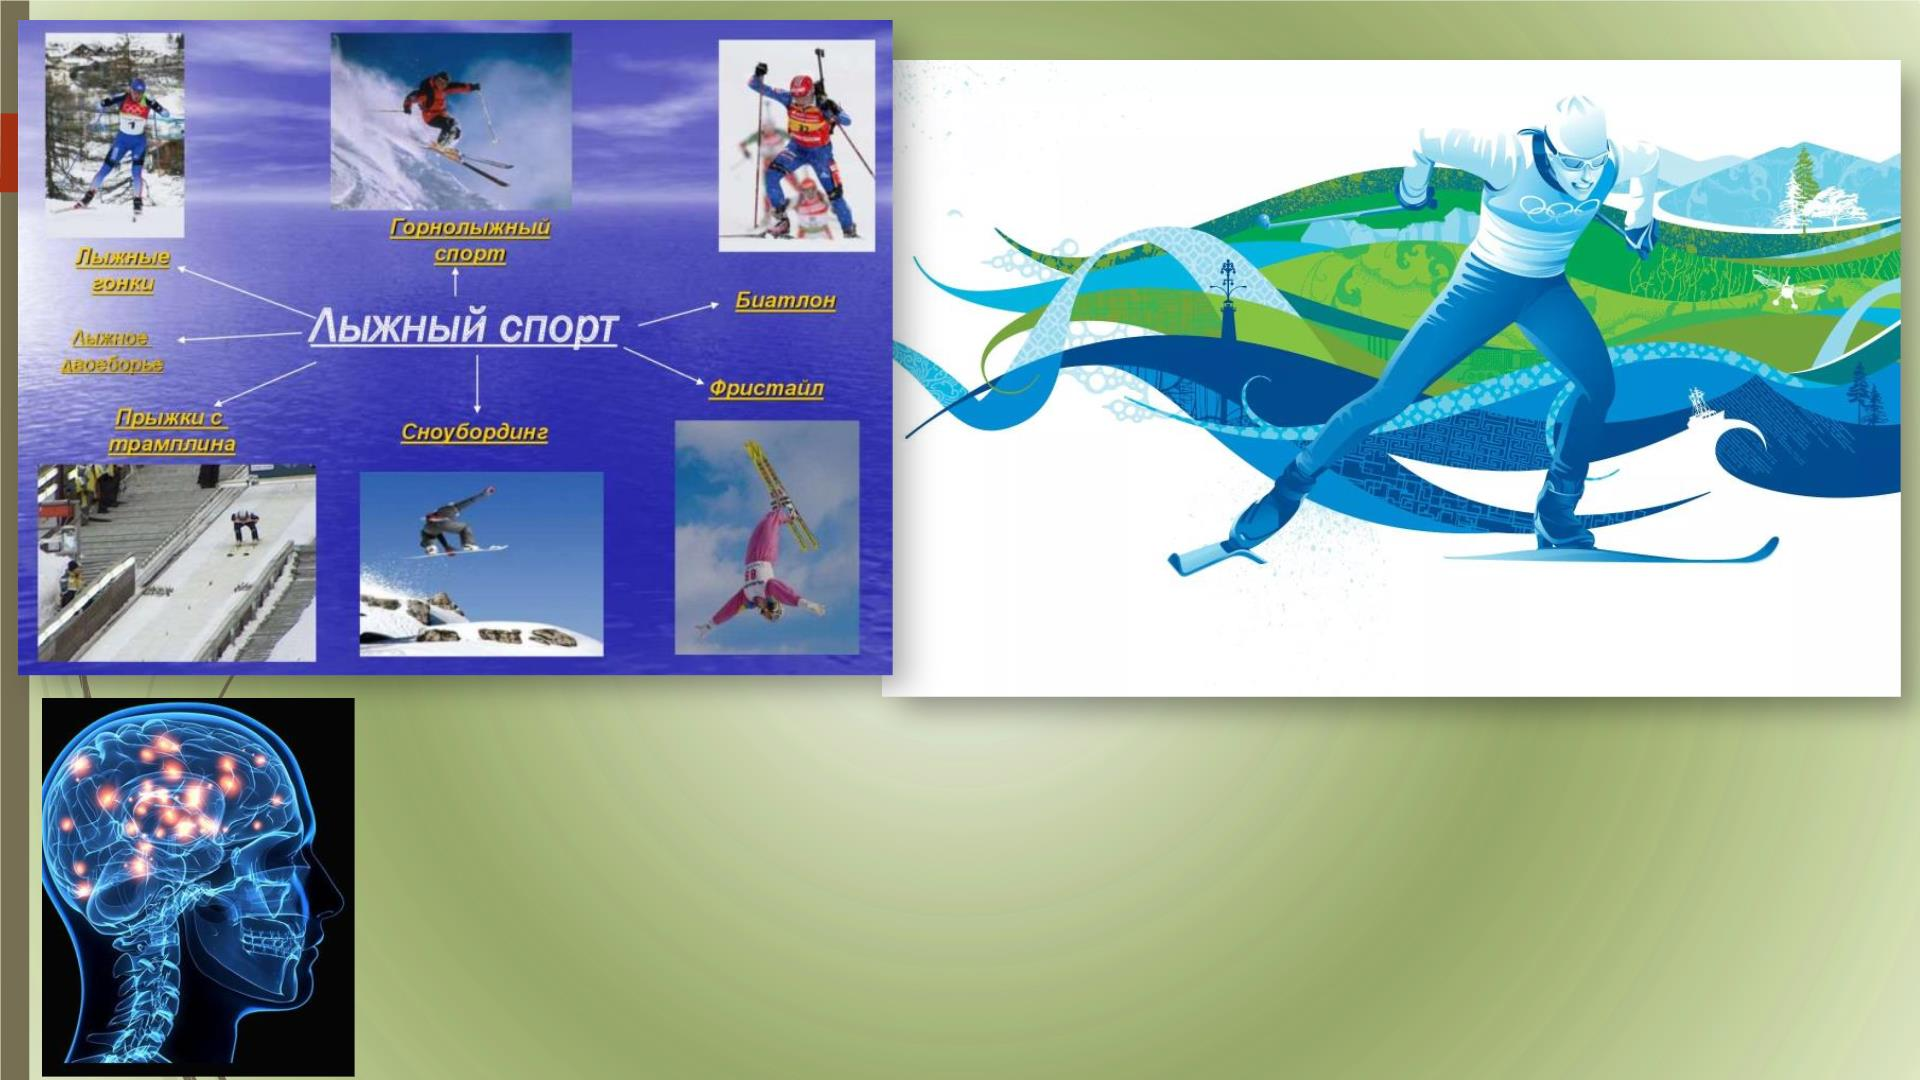 Горнолыжный
спорт
Лыжные
гонки
Биатлон
Лыжный спорт
Лыжное
двоеборье
Фристайл
Прыжки с
трамплина
Сноубординг